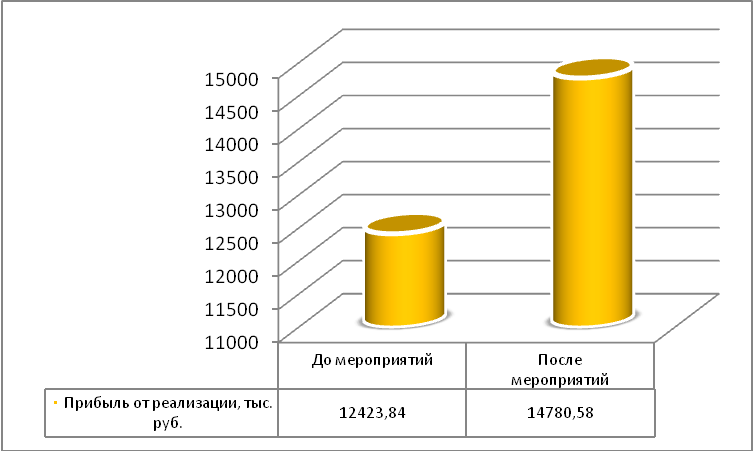 15000
14500
14000
13500
13000
12500
12000
11500
11000
До мероприятий
После
мероприятий
Прибыль от реализации, тыс.
руб.
12423,84
14780,58